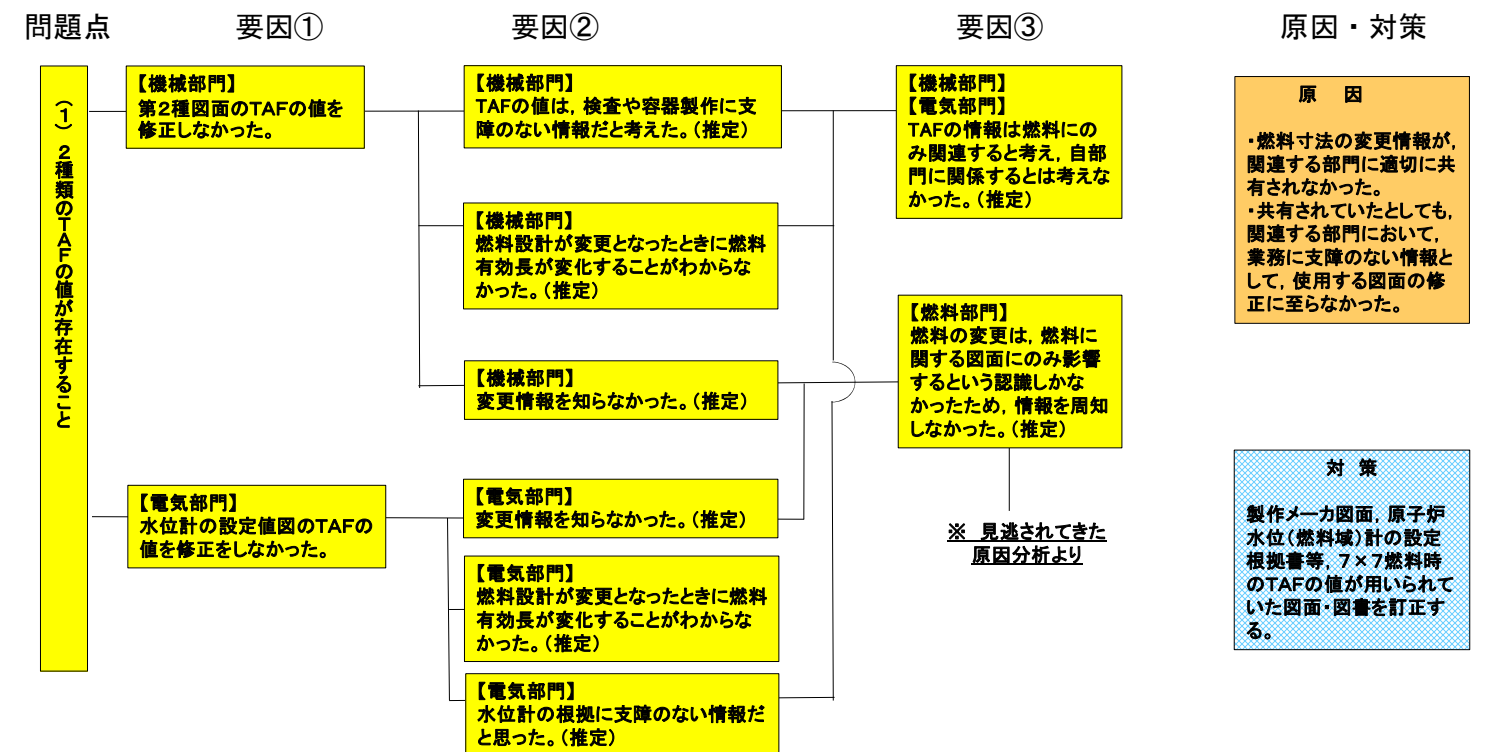 問題点
要因①
要因②
要因③
原因・対策
（１）２種類のＴＡＦの値が存在すること
【機械部門】
第２種図面のTAFの値を
修正しなかった。
【電気部門】
水位計の設定値図のTAFの
値を修正をしなかった。
【機械部門】
TAFの値は，検査や容器製作に支
障のない情報だと考えた。（推定）
【機械部門】
燃料設計が変更となったときに燃料
有効長が変化することがわからな
かった。（推定）
【機械部門】
変更情報を知らなかった。（推定）
【電気部門】
変更情報を知らなかった。（推定）
【電気部門】
燃料設計が変更となったときに燃料
有効長が変化することがわからな
かった。（推定）
【電気部門】
水位計の根拠に支障のない情報だ
と思った。（推定）
【機械部門】
【電気部門】
TAFの情報は燃料にの
み関連すると考え，自部
門に関係するとは考えな
かった。（推定）
【燃料部門】
燃料の変更は，燃料に
関する図面にのみ影響
するという認識しかな
かったため，情報を周知
しなかった。（推定）
※ 見逃されてきた
原因分析より
原 因
・燃料寸法の変更情報が，
関連する部門に適切に共
有されなかった。
・共有されていたとしても，
関連する部門において，
業務に支障のない情報と
して，使用する図面の修
正に至らなかった。
対 策
製作メーカ図面，原子炉
水位（燃料域）計の設定
根拠書等，７×７燃料時
のTAFの値が用いられて
いた図面・図書を訂正す
る。